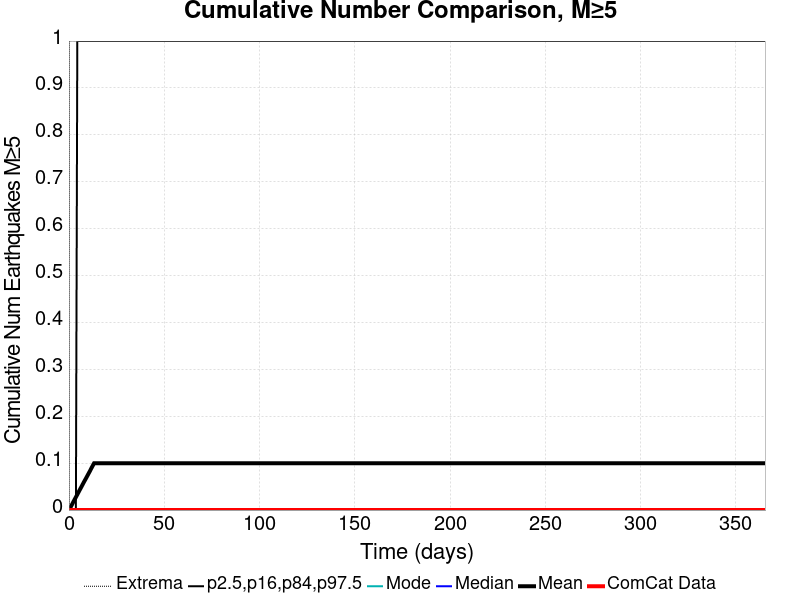 Cumulative Number Comparison, M≥5
Cumulative Num Earthquakes M≥5
1
0.9
0.8
0.7
0.6
0.5
0.4
0.3
0.2
0.1
0
0 50 100 150 200 250 300 350
Time (days)
Extrema p2.5,p16,p84,p97.5 Mode Median Mean ComCat Data